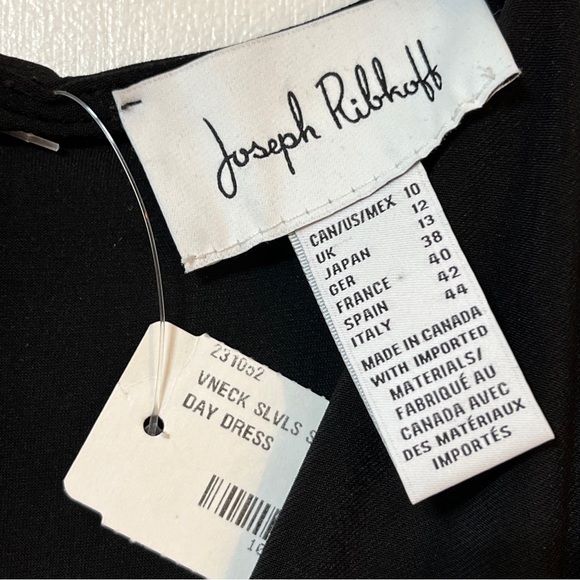 Joseph Ribkoff
CAN/US/MEX 10
UK 12
JAPAN 13
GER 38
FRANCE 40
SPAIN 42
ITALY 44
MADE IN CANADA
WITH IMPORTED
MATERIALS/
FABRIQUÉ AU
CANADA AVEC
DES MATÉRIAUX
IMPORTÉS
231052
VNECK SLVLS S
DAY DRESS
10